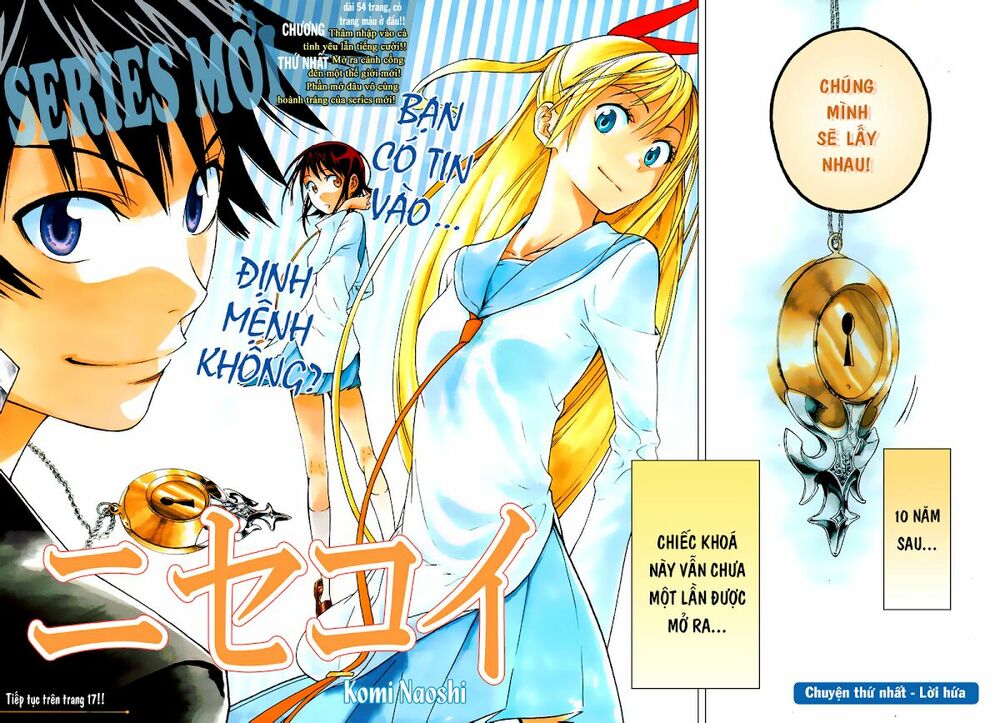 SERIES MỚI
CHƯƠNG
THỨ NHẤT
dài 54 trang, có
trang màu ở đầu!!
Thâm nhập vào cả
tình yêu lẫn tiếng cười!!
Mở ra cánh cổng
đến một thế giới mới!
Phần mở đầu vô cùng
hoành tráng của series mới!
BẠN
CÓ TIN
VÀO...
ĐỊNH
MỆNH
KHÔNG?
CHÚNG
MÌNH
SẼ LẤY
NHAU!
10 NĂM
SAU...
CHIẾC KHOÁ
NÀY VẪN CHƯA
MỘT LẦN ĐƯỢC
MỞ RA...
ニセコイ
Komi Naoshi
Tiếp tục trên trang 17!!
Chuyện thứ nhất - Lời hứa